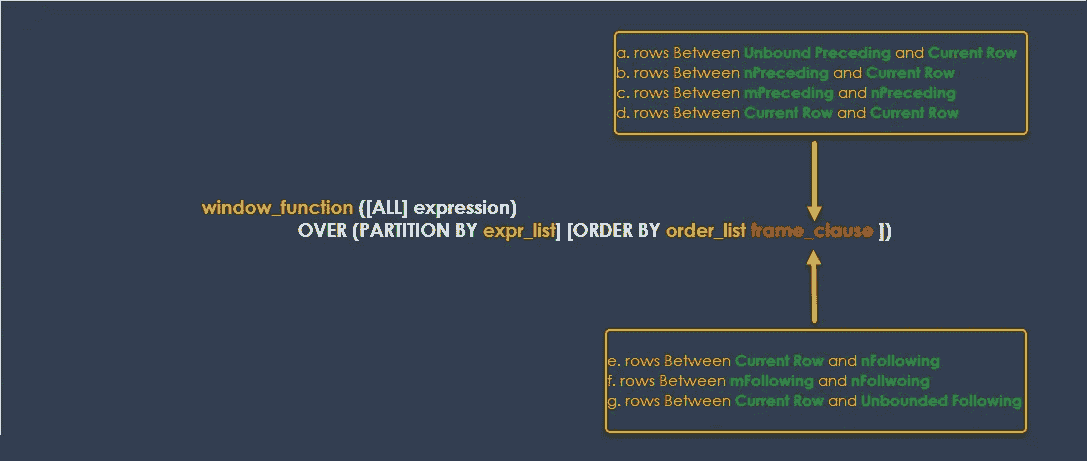 a. rows Between Unbound Preceding and Current Row
b. rows Between nPreceding and Current Row
c. rows Between mPreceding and nPreceding
d. rows Between Current Row and Current Row
window_function ([ALL] expression)
OVER (PARTITION BY expr_list] [ORDER BY order_list frame_clause ])
e. rows Between Current Row and nFollowing
f. rows Between mFollowing and nFollwoing
g. rows Between Current Row and Unbounded Following